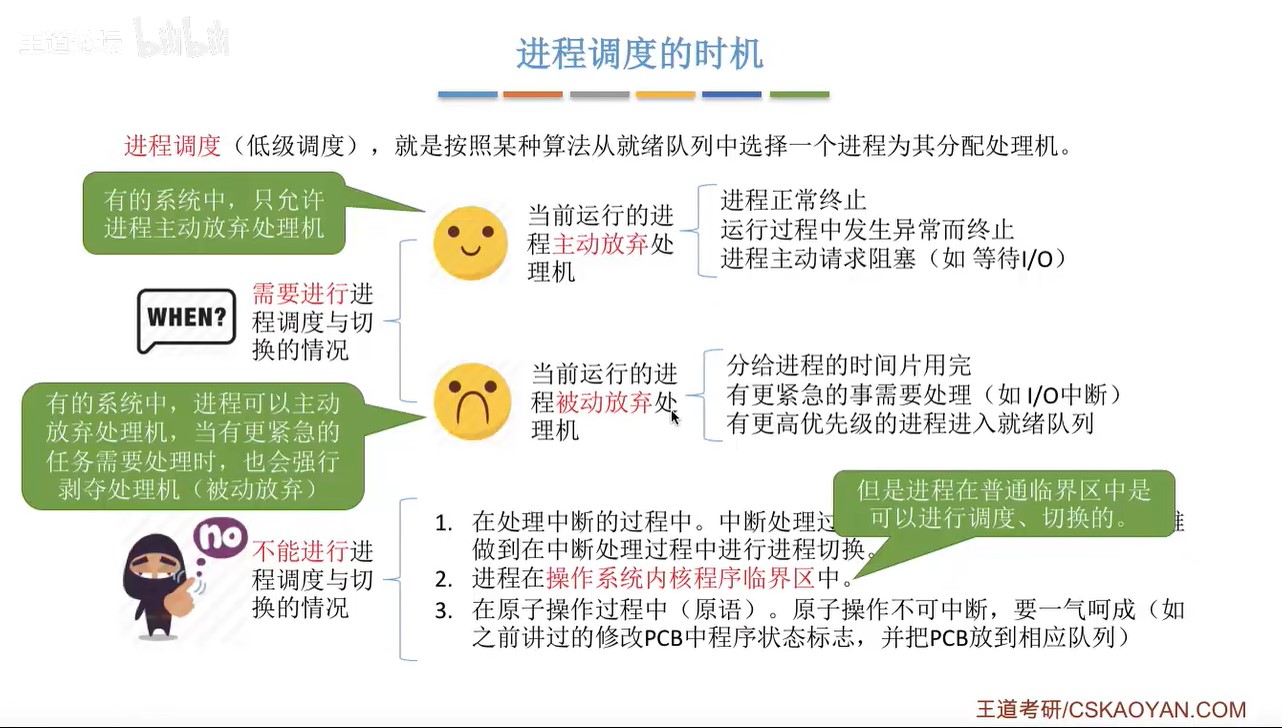 王道论坛 bilibili
进程调度的时机
进程调度（低级调度），就是按照某种算法从就绪队列中选择一个进程为其分配处理机。
有的系统中，只允许
进程主动放弃处理机
当前运行的进
程主动放弃处
理机
进程正常终止
运行过程中发生异常而终止
进程主动请求阻塞（如 等待I/O）
WHEN?
需要进行进
程调度与切
换的情况
当前运行的进
程被动放弃处
理机
分给进程的时间片用完
有更紧急的事需要处理（如 I/O中断）
有更高优先级的进程进入就绪队列
有的系统中，进程可以主动
放弃处理机，当有更紧急的
任务需要处理时，也会强行
剥夺处理机（被动放弃）
但是进程在普通临界区中是
可以进行调度、切换的。
no
不能进行进
程调度与切
换的情况
1. 在处理中断的过程中。中断处理过
做到在中断处理过程中进行进程切换。
2. 进程在操作系统内核程序临界区中。
3. 在原子操作过程中（原语）。原子操作不可中断，要一气呵成（如
之前讲过的修改PCB中程序状态标志，并把PCB放到相应队列）
王道考研/CSKAOYAN.COM